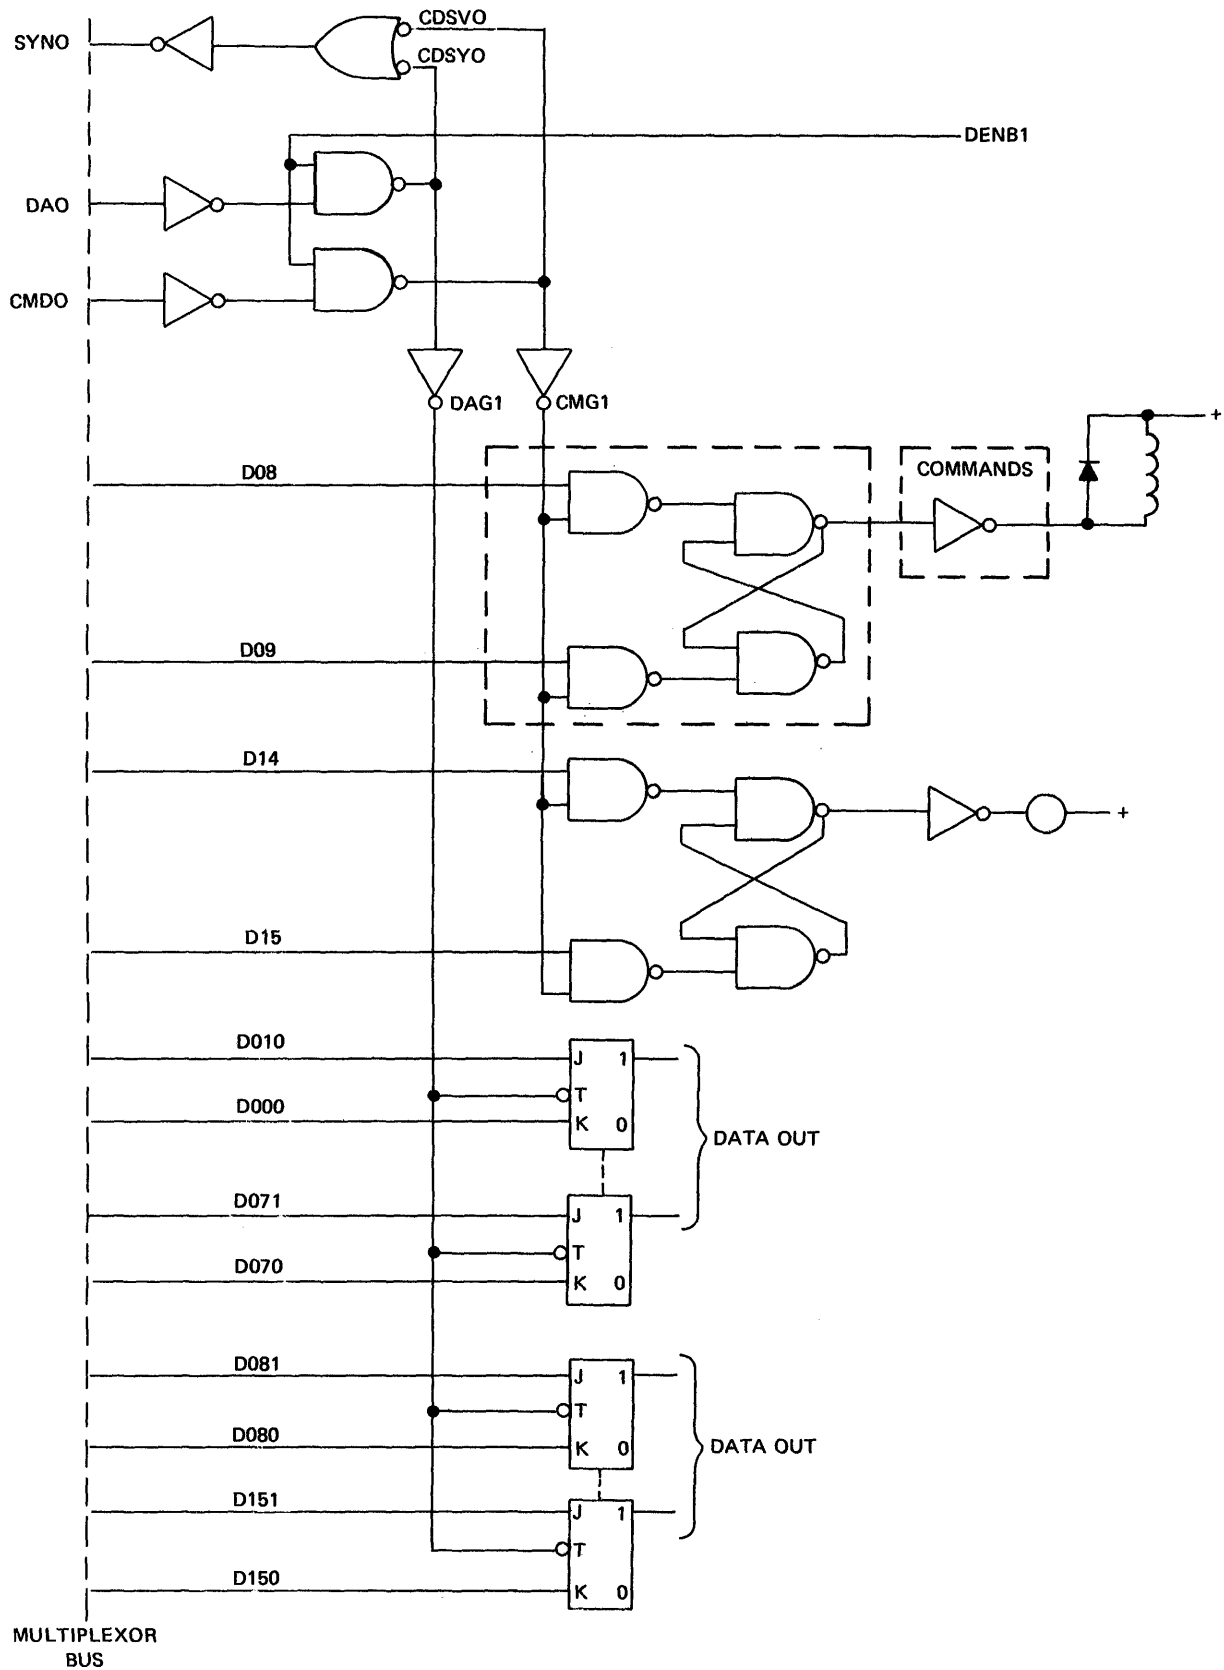 CDSVO
SYNO
CDSYO
DENB1
DAO
CMDO
DAG1
CMG1
+
D08
COMMANDS
D09
D14
+
D15
D010
J 1
T
D000
K 0
DATA OUT
D071
J 1
T
D070
K 0
D081
J 1
T
D080
K 0
DATA OUT
D151
J 1
T
D150
K 0
MULTIPLEXOR
BUS